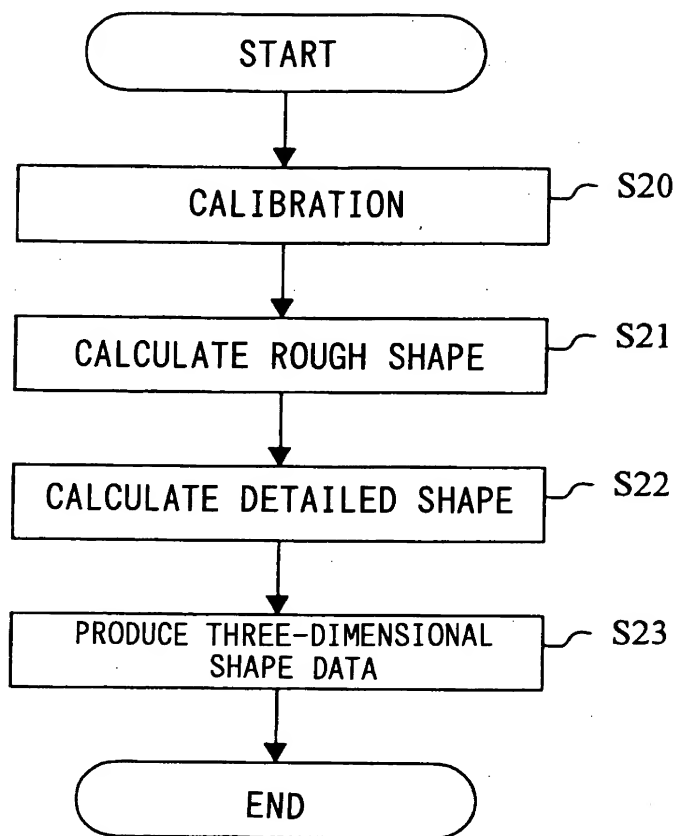 START
CALIBRATION
S20
CALCULATE ROUGH SHAPE
S21
CALCULATE DETAILED SHAPE
S22
PRODUCE THREE-DIMENSIONAL
SHAPE DATA
S23
END